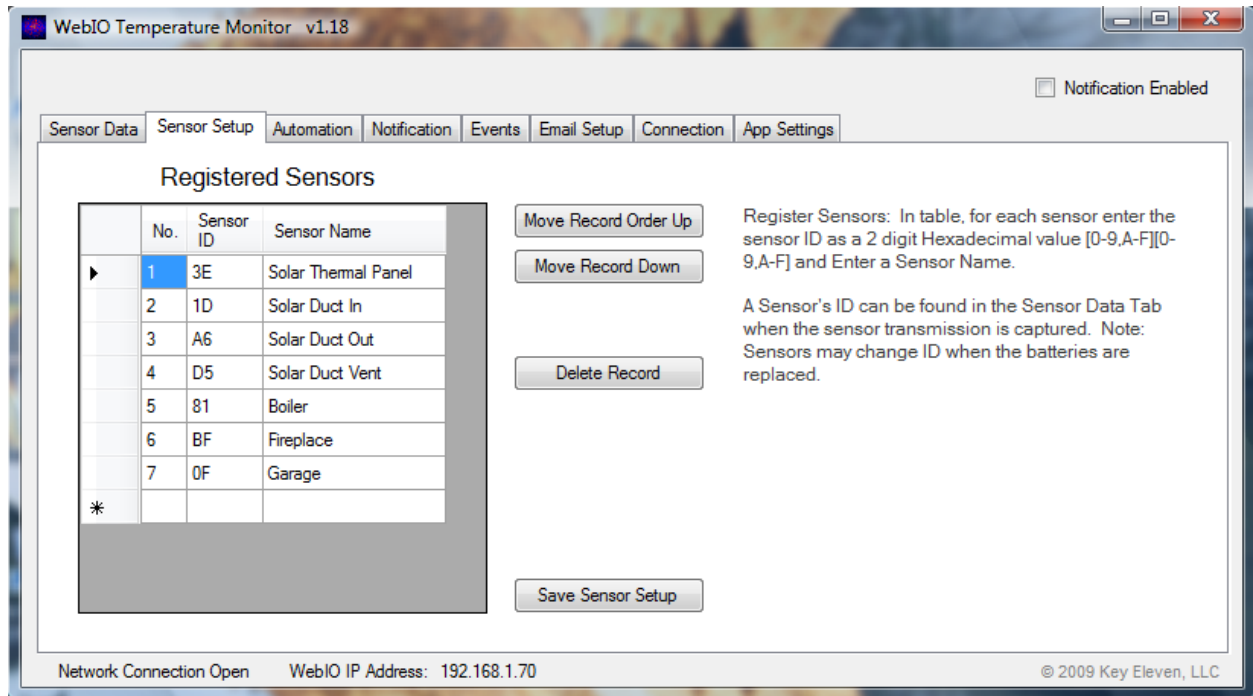 WebIO Temperature Monitor v1.18
Notification Enabled
Sensor Data Sensor Setup Automation Notification Events Email Setup Connection App Settings
Registered Sensors
No. Sensor ID Sensor Name
1 3E Solar Thermal Panel
2 1D Solar Duct In
3 A6 Solar Duct Out
4 D5 Solar Duct Vent
5 81 Boiler
6 BF Fireplace
7 0F Garage
Move Record Order Up
Move Record Down
Delete Record
Save Sensor Setup
Register Sensors: In table, for each sensor enter the
sensor ID as a 2 digit Hexadecimal value [0-9,A-F][0-
9,A-F] and Enter a Sensor Name.
A Sensor's ID can be found in the Sensor Data Tab
when the sensor transmission is captured. Note:
Sensors may change ID when the batteries are
replaced.
Network Connection Open WebIO IP Address: 192.168.1.70 © 2009 Key Eleven, LLC